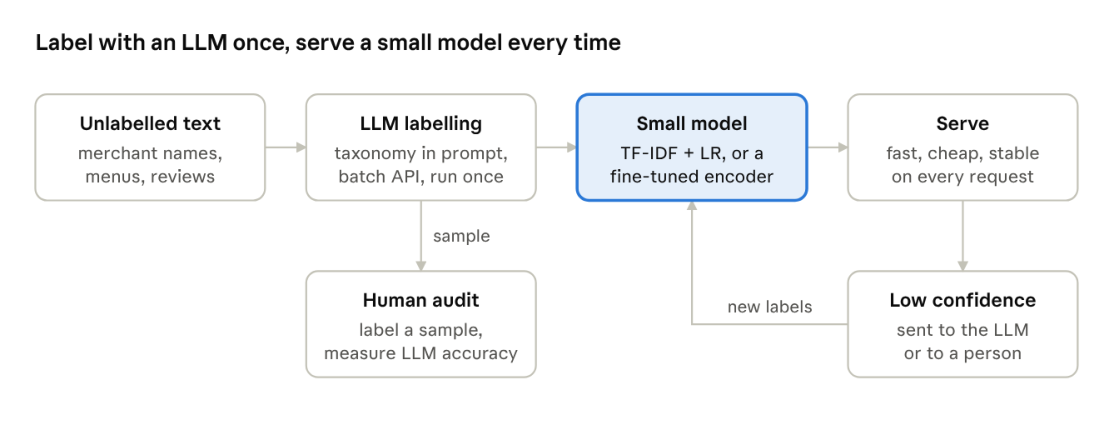 Label with an LLM once, serve a small model every time
Unlabelled text
merchant names,
menus, reviews
LLM labelling
taxonomy in prompt,
batch API, run once
Small model
TF-IDF + LR, or a
fine-tuned encoder
Serve
fast, cheap, stable
on every request
sample
Human audit
label a sample,
measure LLM accuracy
new labels
Low confidence
sent to the LLM
or to a person